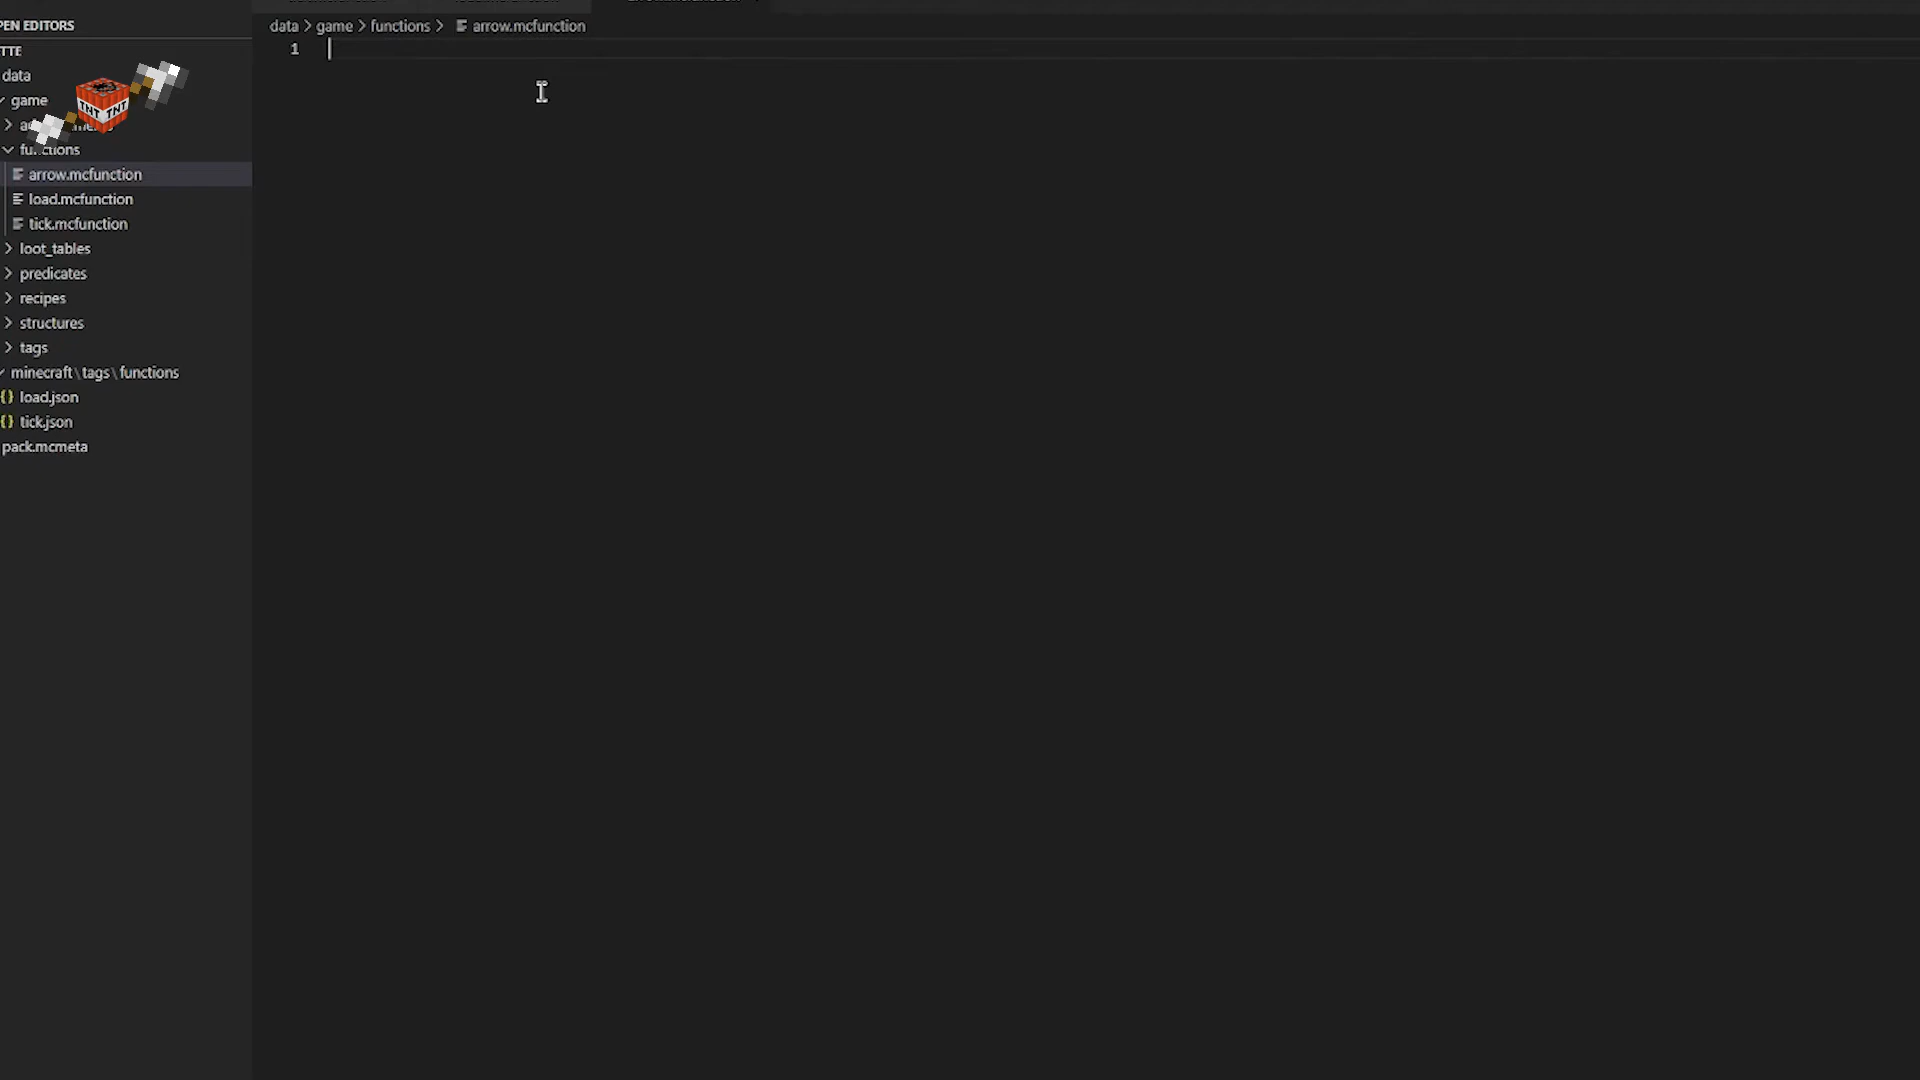 PEN EDITORS
TTE
data
game
functions
arrow.mcfunction
load.mcfunction
tick.mcfunction
loot_tables
predicates
recipes
structures
tags
minecraft\tags\functions
load.json
tick.json
pack.mcmeta
TNT TNT
data > game > functions > arrow.mcfunction
1